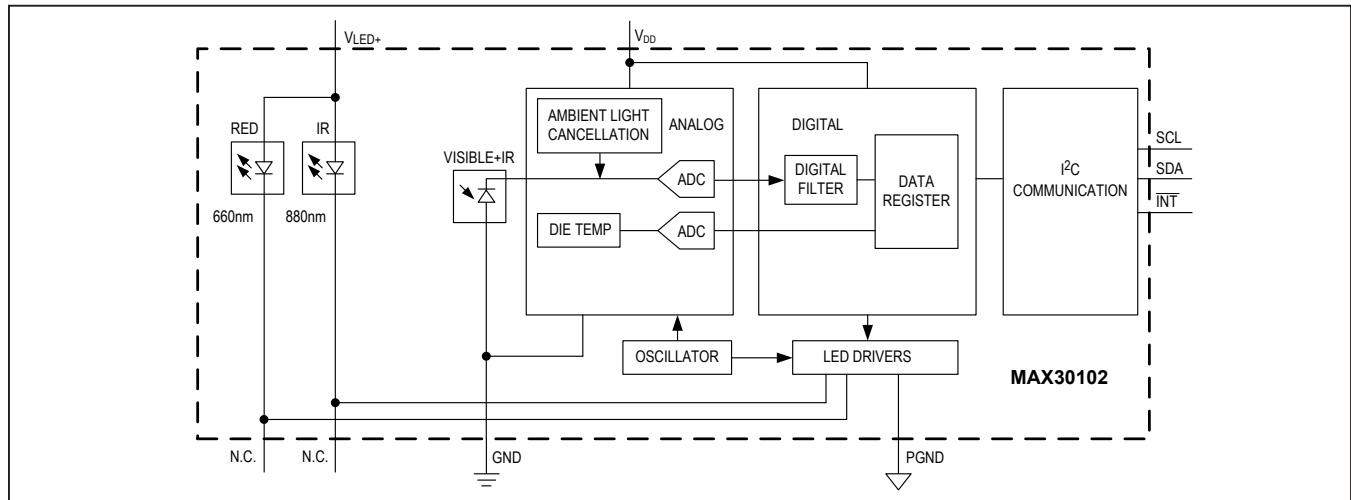 VLED+
VDD
RED
IR
660nm
880nm
VISIBLE+IR
AMBIENT LIGHT
CANCELLATION
ANALOG
ADC
DIE TEMP
ADC
DIGITAL
DIGITAL
FILTER
DATA
REGISTER
I²C
COMMUNICATION
SCL
SDA
INT
OSCILLATOR
LED DRIVERS
MAX30102
N.C.
N.C.
GND
PGND